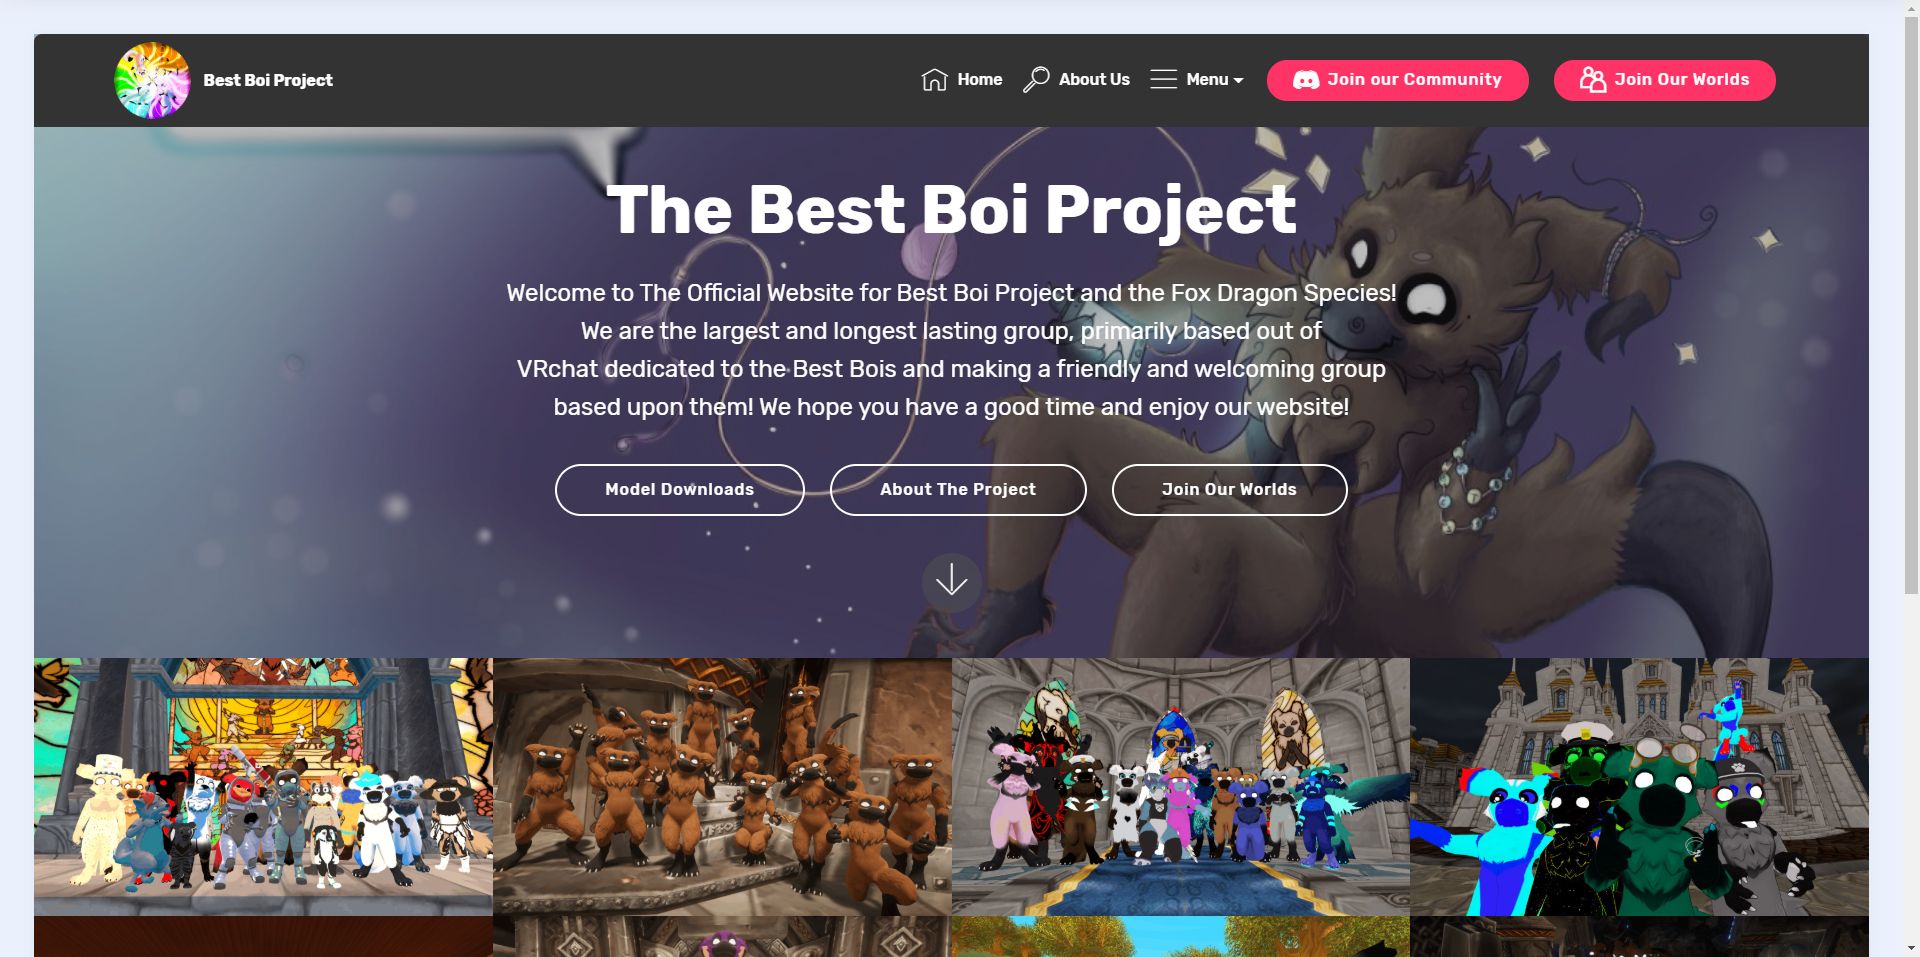 Best Boi Project
Home
About Us
Menu
Join our Community
Join Our Worlds
The Best Boi Project
Welcome to The Official Website for Best Boi Project and the Fox Dragon Species!
We are the largest and longest lasting group, primarily based out of
VRchat dedicated to the Best Bois and making a friendly and welcoming group
based upon them! We hope you have a good time and enjoy our website!
Model Downloads
About The Project
Join Our Worlds